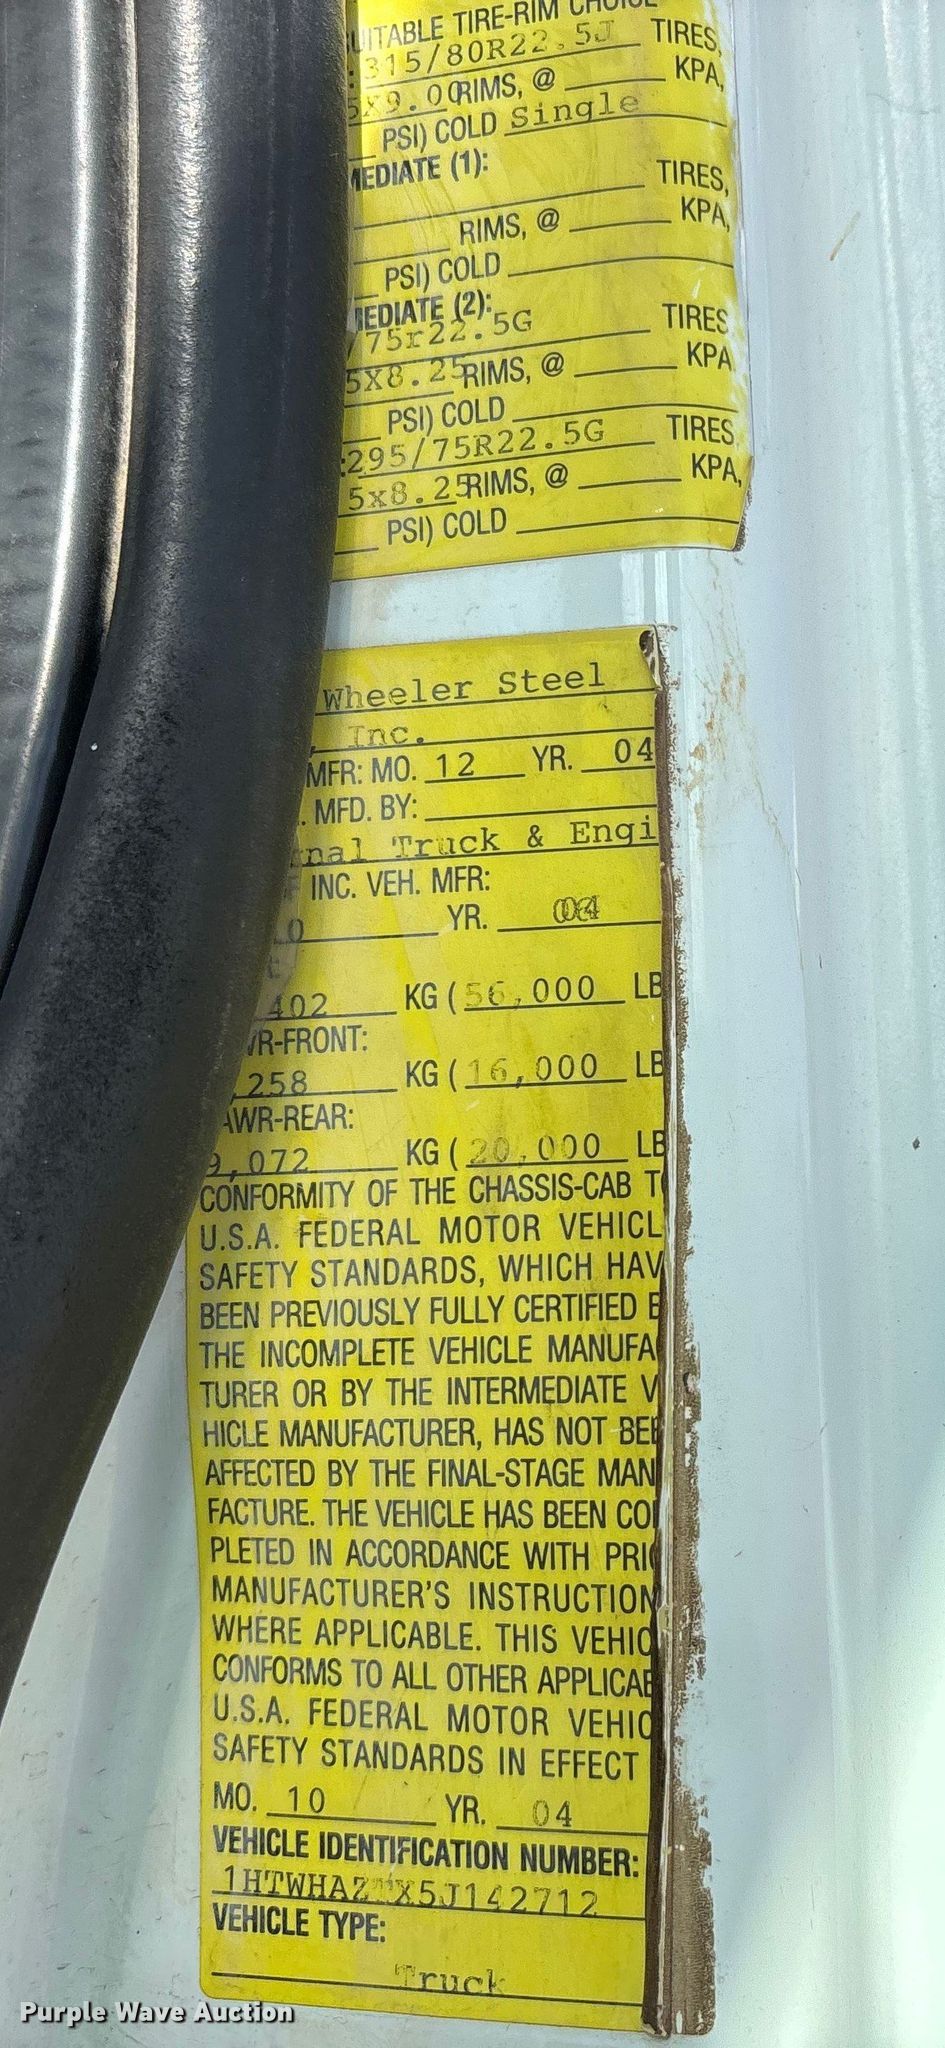 SUITABLE TIRE-RIM CHOICE
:315/80R22.5J TIRES,
5X9.00 RIMS, @ KPA,
PSI) COLD Single
MEDIATE (1):
TIRES,
RIMS, @ KPA,
PSI) COLD
MEDIATE (2):
/75r22.5G TIRES
5X8.25 RIMS, @ KPA
PSI) COLD
:295/75R22.5G TIRES,
5x8.25 RIMS, @ KPA,
PSI) COLD
Wheeler Steel
, Inc.
MFR: MO. 12 YR. 04
. MFD. BY:
nal Truck & Engi
INC. VEH. MFR:
0 YR. 04
402 KG ( 56,000 LB
WR-FRONT:
,258 KG ( 16,000 LB
AWR-REAR:
9,072 KG ( 20,000 LB
CONFORMITY OF THE CHASSIS-CAB T
U.S.A. FEDERAL MOTOR VEHICL
SAFETY STANDARDS, WHICH HAV
BEEN PREVIOUSLY FULLY CERTIFIED B
THE INCOMPLETE VEHICLE MANUFA
TURER OR BY THE INTERMEDIATE V
HICLE MANUFACTURER, HAS NOT BEE
AFFECTED BY THE FINAL-STAGE MAN
FACTURE. THE VEHICLE HAS BEEN CO
PLETED IN ACCORDANCE WITH PRI
MANUFACTURER'S INSTRUCTION
WHERE APPLICABLE. THIS VEHIC
CONFORMS TO ALL OTHER APPLICAB
U.S.A. FEDERAL MOTOR VEHIC
SAFETY STANDARDS IN EFFECT
MO. 10 YR. 04
VEHICLE IDENTIFICATION NUMBER:
1HTWHAZTX5J142712
VEHICLE TYPE:
Truck
Purple Wave Auction